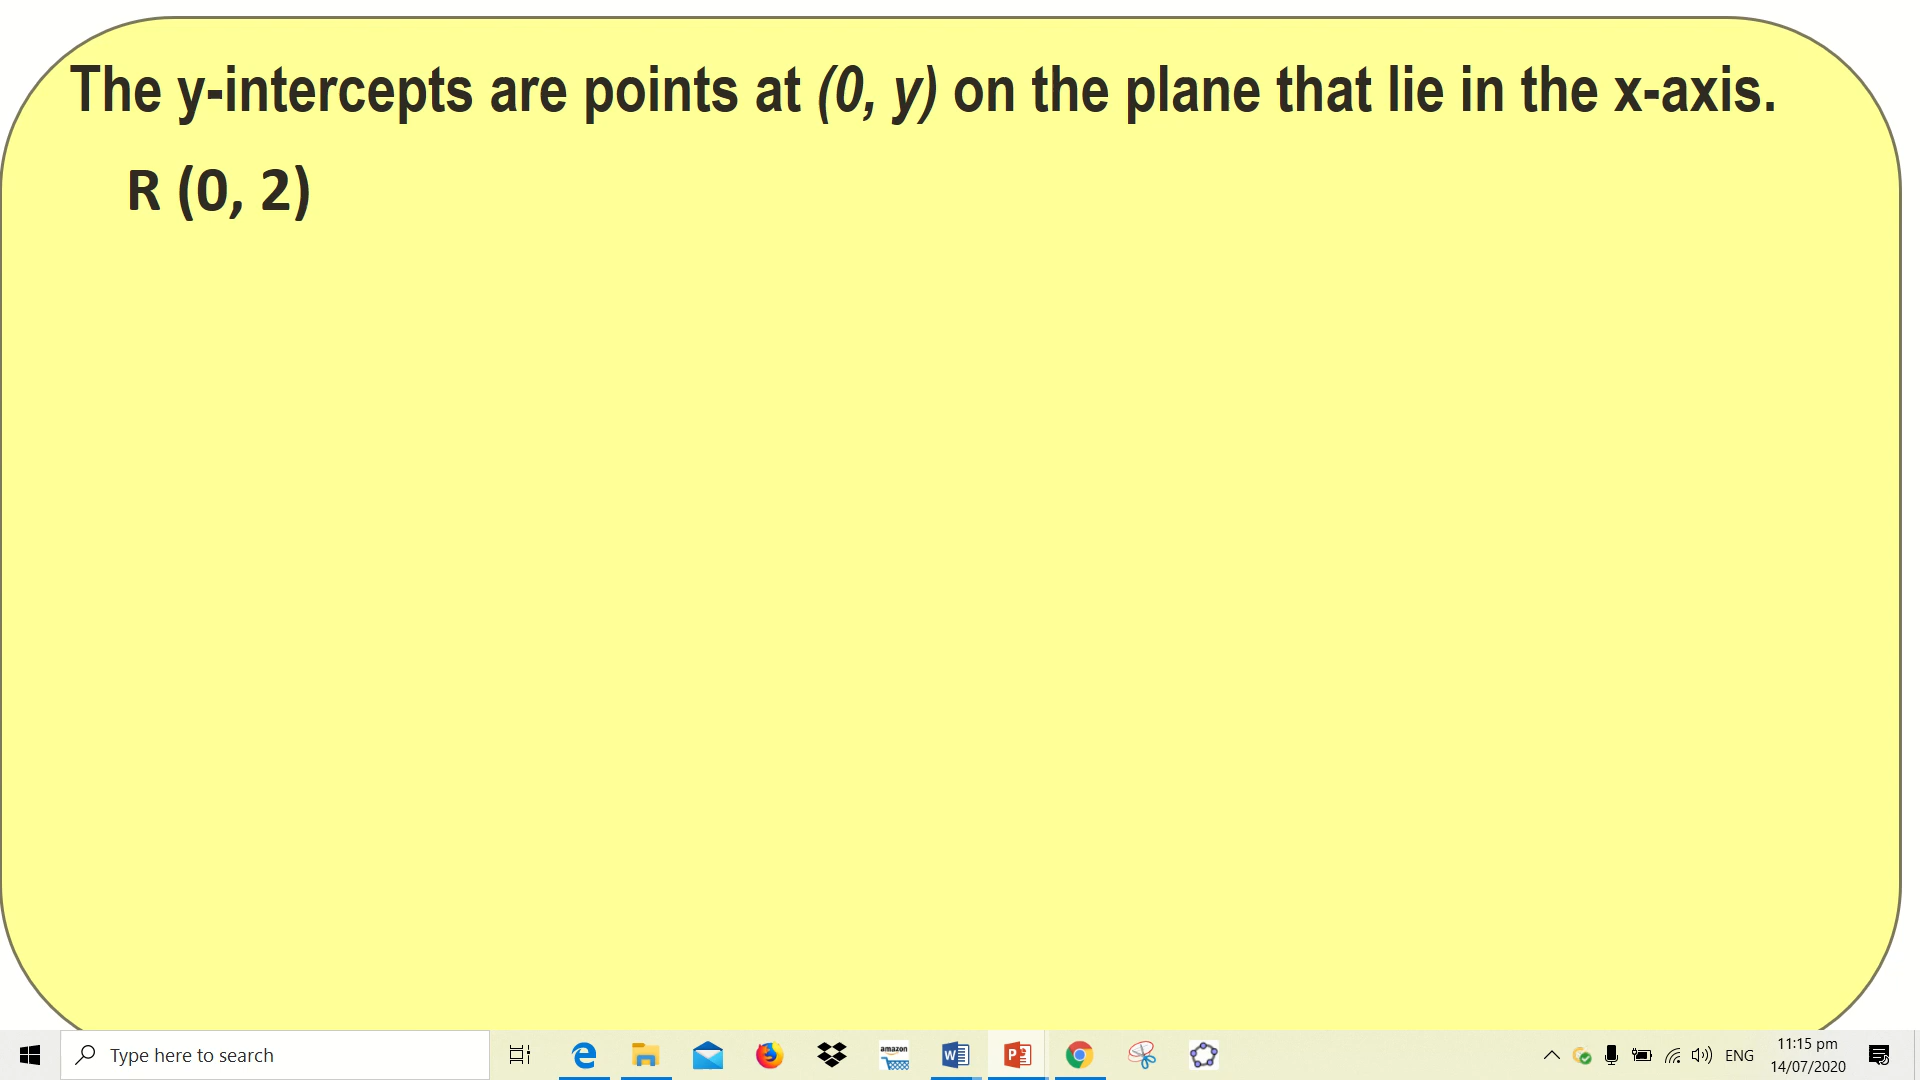 The y-intercepts are points at (0, y) on the plane that lie in the x-axis.
R (0, 2)
amazon
Type here to search
ENG
11:15 pm
14/07/2020